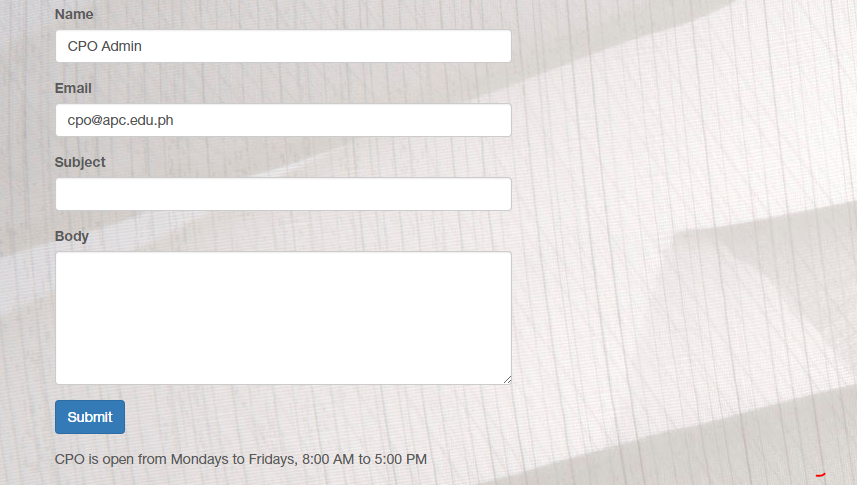 Name
CPO Admin
Email
cpo@apc.edu.ph
Subject
Body
Submit
CPO is open from Mondays to Fridays, 8:00 AM to 5:00 PM